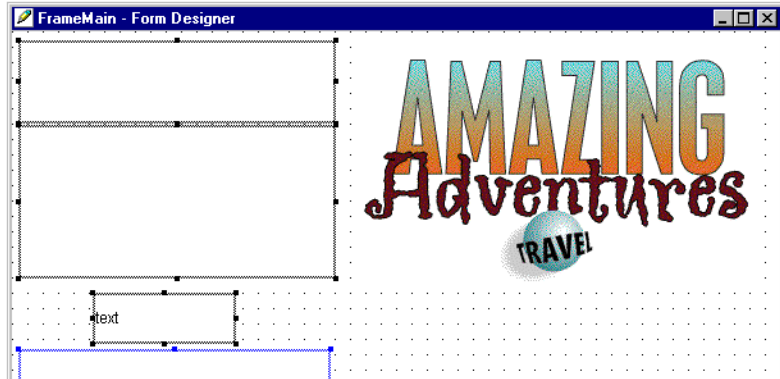 FrameMain - Form Designer
AMAZING
Adventures
TRAVEL
text